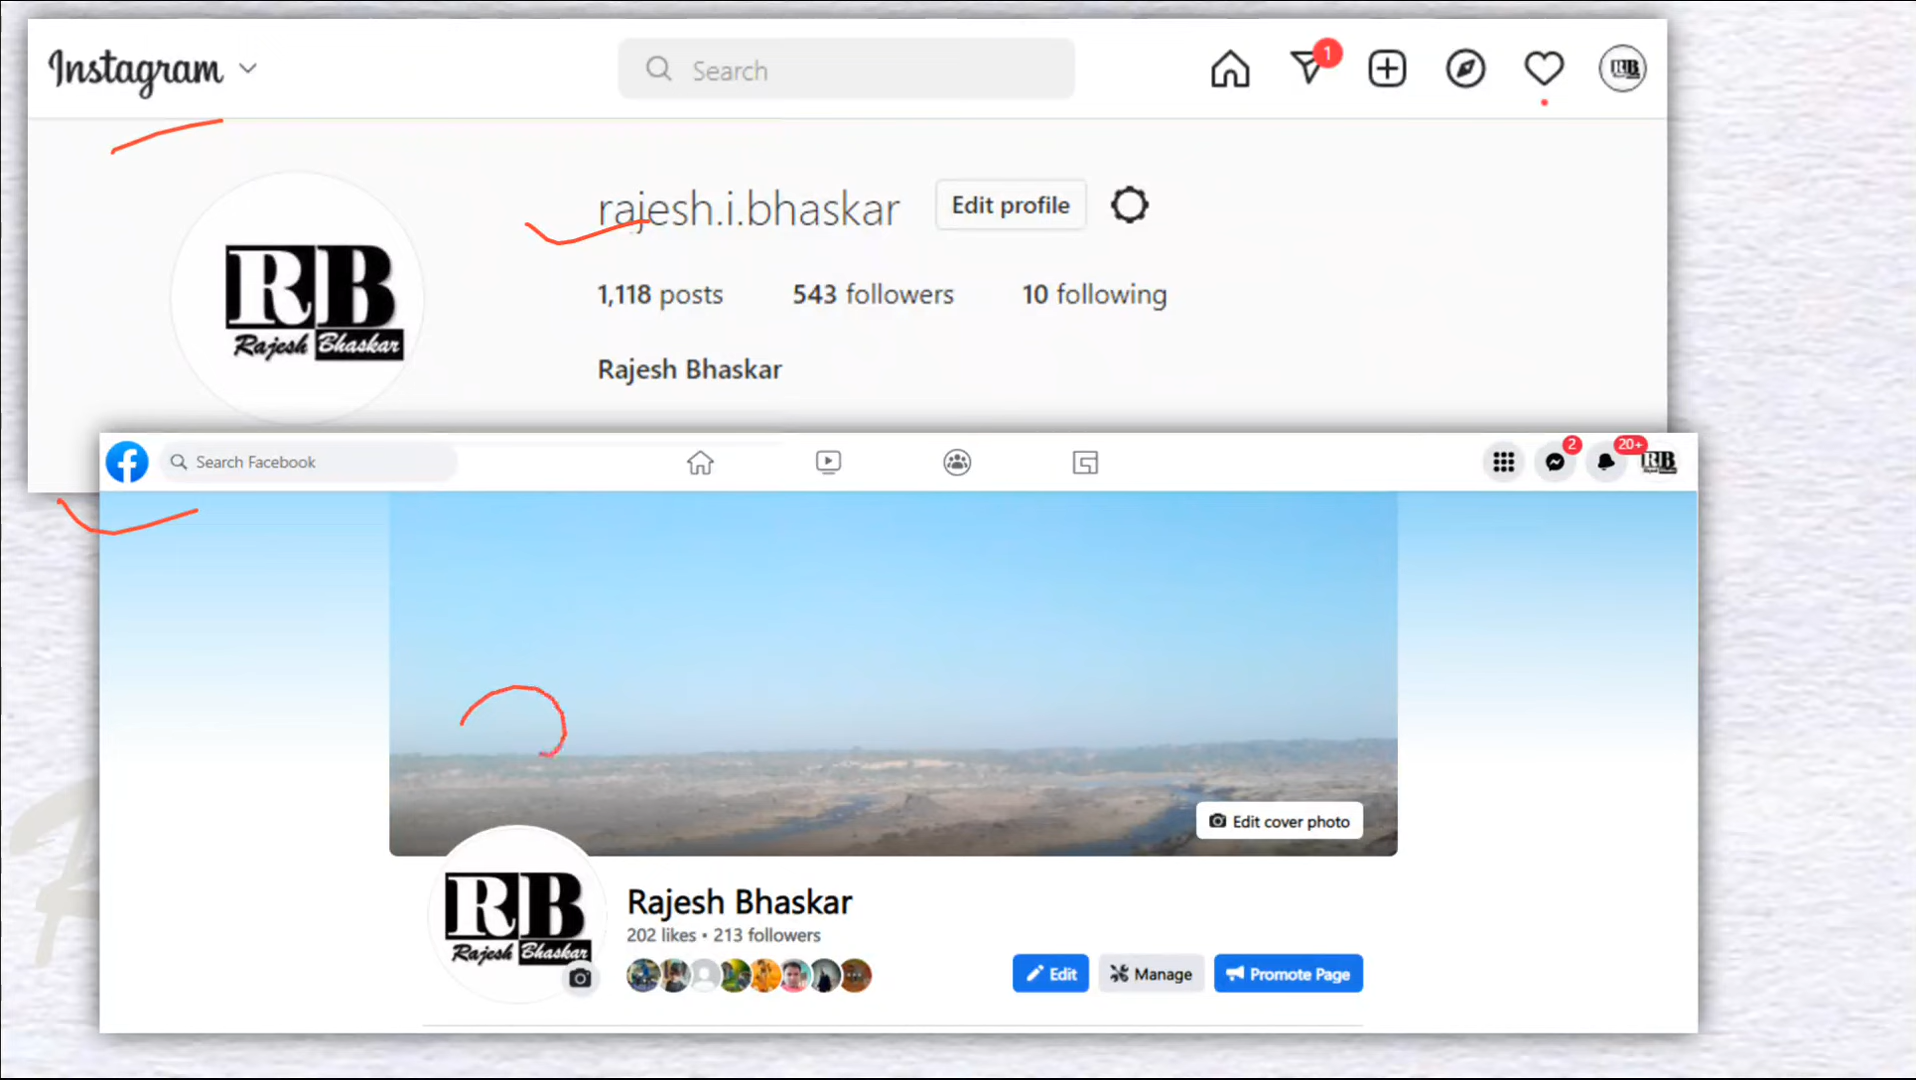 Instagram
Search
1
RB
rajesh.i.bhaskar
Edit profile
1,118 posts
543 followers
10 following
RB
Rajesh Bhaskar
Rajesh Bhaskar
Search Facebook
2
20+
RB
Edit cover photo
RB
Rajesh Bhaskar
Rajesh Bhaskar
202 likes • 213 followers
Edit
Manage
Promote Page